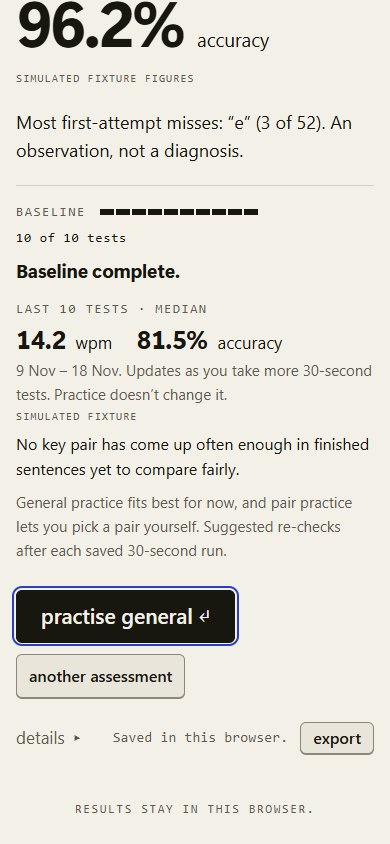 96.2% accuracy
SIMULATED FIXTURE FIGURES
Most first-attempt misses: “e” (3 of 52). An
observation, not a diagnosis.
BASELINE
10 of 10 tests
Baseline complete.
LAST 10 TESTS · MEDIAN
14.2 wpm 81.5% accuracy
9 Nov – 18 Nov. Updates as you take more 30-second
tests. Practice doesn’t change it.
SIMULATED FIXTURE
No key pair has come up often enough in finished
sentences yet to compare fairly.
General practice fits best for now, and pair practice
lets you pick a pair yourself. Suggested re-checks
after each saved 30-second run.
practise general ↵
another assessment
details ▸ Saved in this browser. export
RESULTS STAY IN THIS BROWSER.